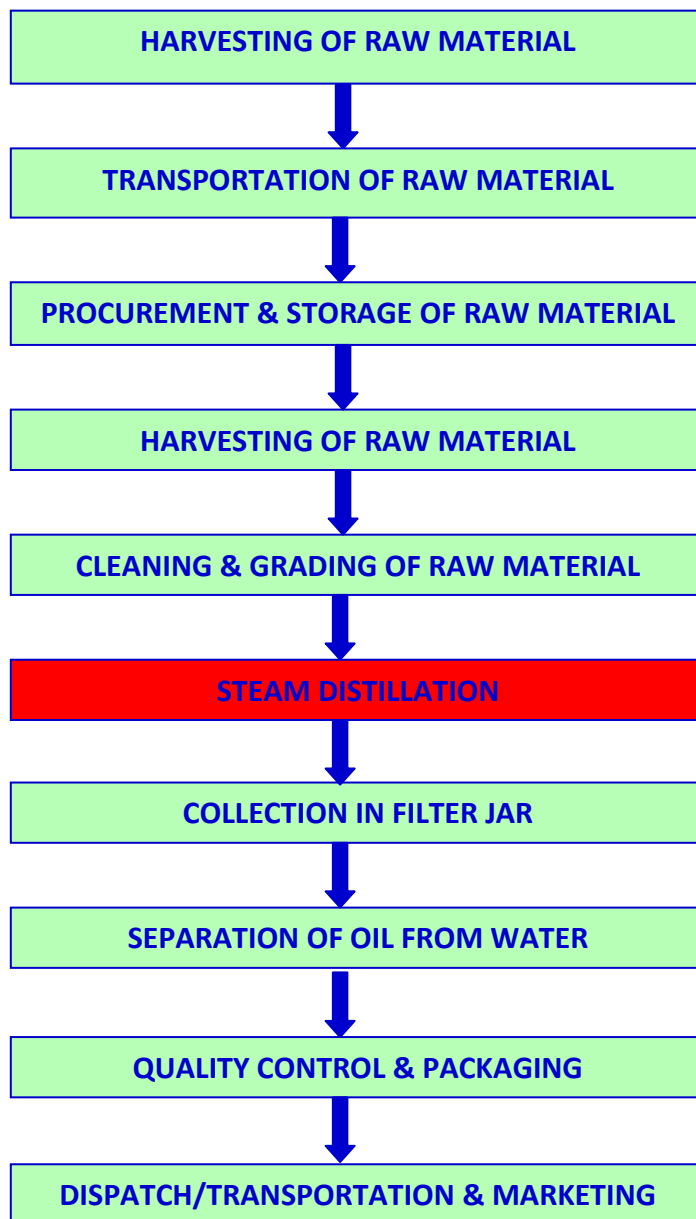 HARVESTING OF RAW MATERIAL
TRANSPORTATION OF RAW MATERIAL
PROCUREMENT & STORAGE OF RAW MATERIAL
HARVESTING OF RAW MATERIAL
CLEANING & GRADING OF RAW MATERIAL
STEAM DISTILLATION
COLLECTION IN FILTER JAR
SEPARATION OF OIL FROM WATER
QUALITY CONTROL & PACKAGING
DISPATCH/TRANSPORTATION & MARKETING